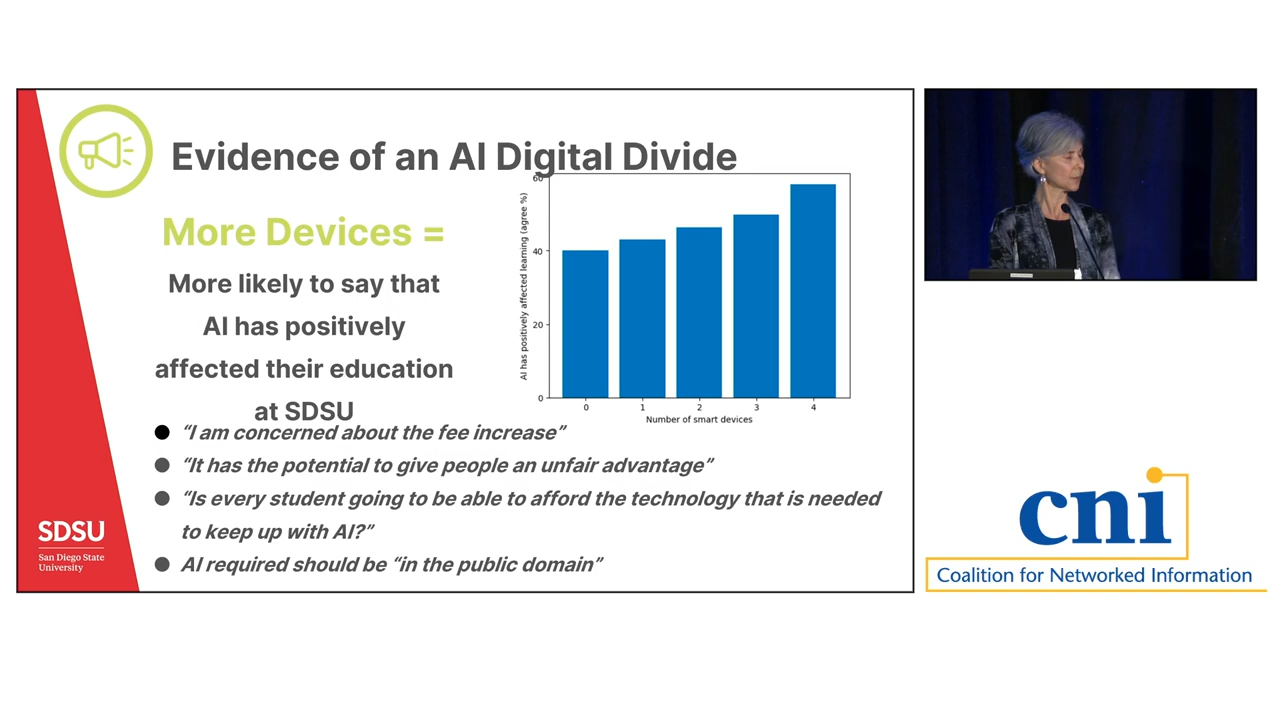 Evidence of an AI Digital Divide
More Devices =
More likely to say that
AI has positively
affected their education
at SDSU
AI has positively affected learning (agree %)
60
40
20
0
0 1 2 3 4
Number of smart devices
“I am concerned about the fee increase”
“It has the potential to give people an unfair advantage”
“Is every student going to be able to afford the technology that is needed
to keep up with AI?”
AI required should be “in the public domain”
SDSU
San Diego State
University
cni
Coalition for Networked Information